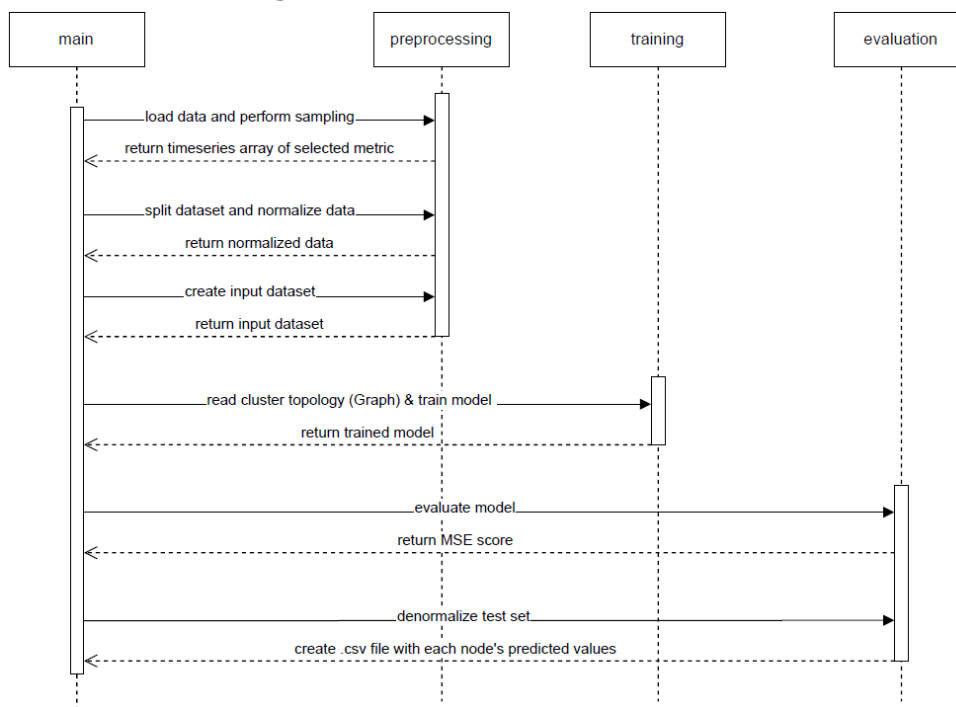 main
preprocessing
training
evaluation
load data and perform sampling
return timeseries array of selected metric
split dataset and normalize data
return normalized data
create input dataset
return input dataset
read cluster topology (Graph) & train model
return trained model
evaluate model
return MSE score
denormalize test set
create .csv file with each node's predicted values